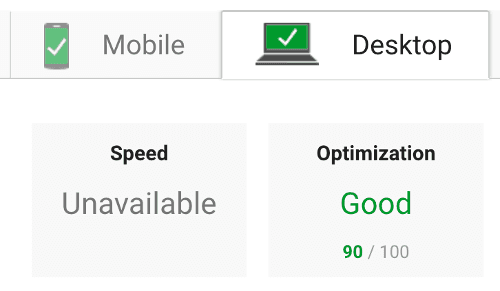 Mobile Desktop
Speed
Unavailable
Optimization
Good
90 / 100